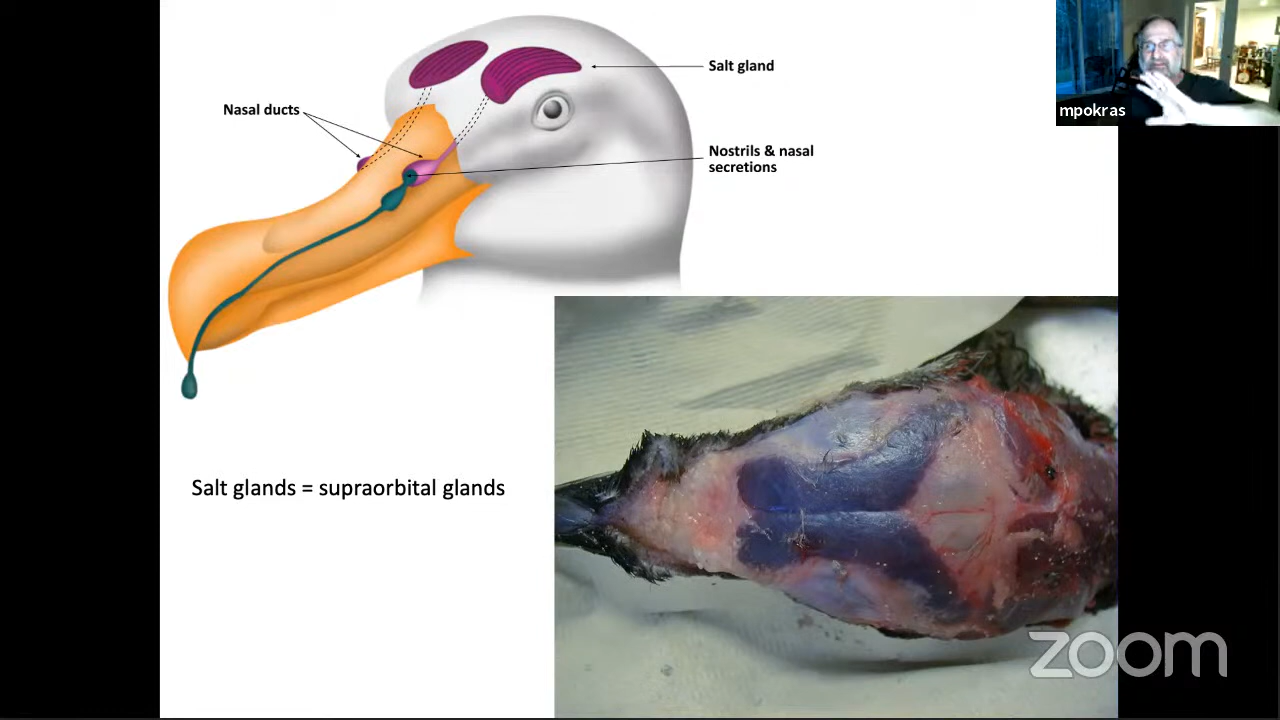 Salt gland
mpokras
Nasal ducts
Nostrils & nasal
secretions
Salt glands = supraorbital glands
zoom